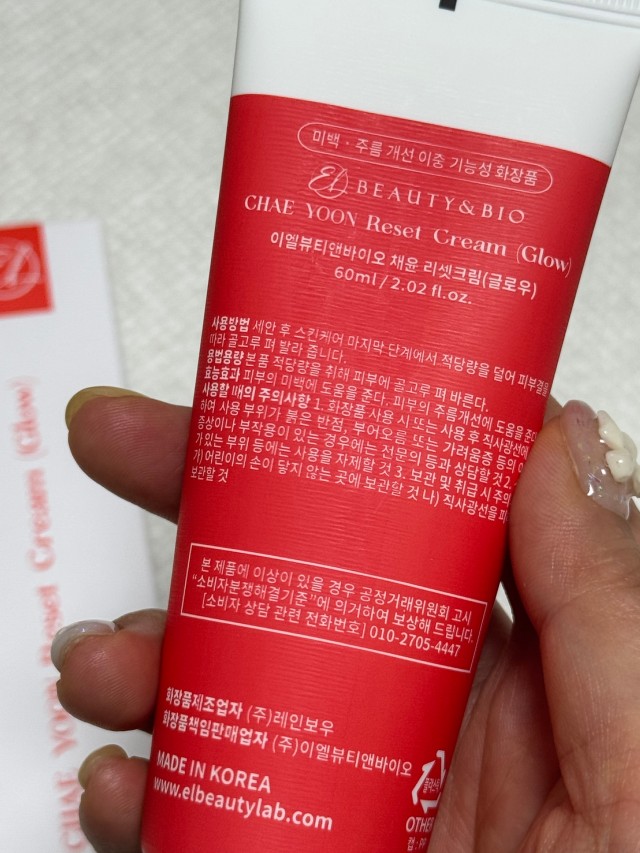 미백 · 주름 개선 이중 기능성 화장품
EL BEAUTY & BIO
CHAE YOON Reset Cream (Glow)
이엘뷰티앤바이오 채윤 리셋크림(글로우)
60ml / 2.02 fl.oz.
사용방법 세안 후 스킨케어 마지막 단계에서 적당량을 덜어 피부결을
따라 골고루 펴 발라 줍니다.
용법용량 본품 적당량을 취해 피부에 골고루 펴 바른다.
효능효과 피부의 미백에 도움을 준다. 피부의 주름개선에 도움을 준다.
사용할 때의 주의사항 1. 화장품 사용 시 또는 사용 후 직사광선에
하여 사용 부위가 붉은 반점, 부어오름 또는 가려움증 등의 이
증상이나 부작용이 있는 경우에는 전문의 등과 상담할 것 2.
가 있는 부위 등에는 사용을 자제할 것 3. 보관 및 취급 시 주의
가) 어린이의 손이 닿지 않는 곳에 보관할 것 나) 직사광선을 피
보관할 것
본 제품에 이상이 있을 경우 공정거래위원회 고시
“소비자분쟁해결기준”에 의거하여 보상해 드립니다.
[소비자 상담 관련 전화번호] 010-2705-4447
화장품제조업자 (주)레인보우
화장품책임판매업자 (주)이엘뷰티앤바이오
MADE IN KOREA
www.elbeautylab.com
플라스틱
OTHER
캡 : PP
CHAE YOON Reset Cream (Glow)